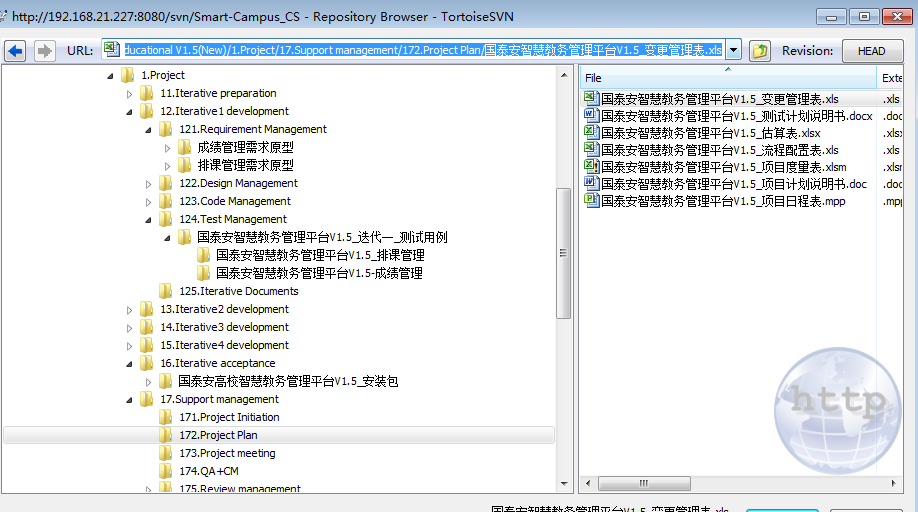 http://192.168.21.227:8080/svn/Smart-Campus_CS - Repository Browser - TortoiseSVN
URL: ducational V1.5(New)/1.Project/17.Support management/172.Project Plan/国泰安智慧教务管理平台V1.5_变更管理表.xls Revision: HEAD
1.Project
11.Iterative preparation
12.Iterative1 development
121.Requirement Management
成绩管理需求原型
排课管理需求原型
122.Design Management
123.Code Management
124.Test Management
国泰安智慧教务管理平台V1.5_迭代一_测试用例
国泰安智慧教务管理平台V1.5_排课管理
国泰安智慧教务管理平台V1.5-成绩管理
125.Iterative Documents
13.Iterative2 development
14.Iterative3 development
15.Iterative4 development
16.Iterative acceptance
国泰安高校智慧教务管理平台V1.5_安装包
17.Support management
171.Project Initiation
172.Project Plan
173.Project meeting
174.QA+CM
175.Review management
File Exte
国泰安智慧教务管理平台V1.5_变更管理表.xls .xls
国泰安智慧教务管理平台V1.5_测试计划说明书.docx .doc
国泰安智慧教务管理平台V1.5_估算表.xlsx .xls
国泰安智慧教务管理平台V1.5_流程配置表.xls .xls
国泰安智慧教务管理平台V1.5_项目度量表.xlsm .xls
国泰安智慧教务管理平台V1.5_项目计划说明书.doc .doc
国泰安智慧教务管理平台V1.5_项目日程表.mpp .mpp
http
国泰安智慧教务管理平台V1.5_变更管理表.xls